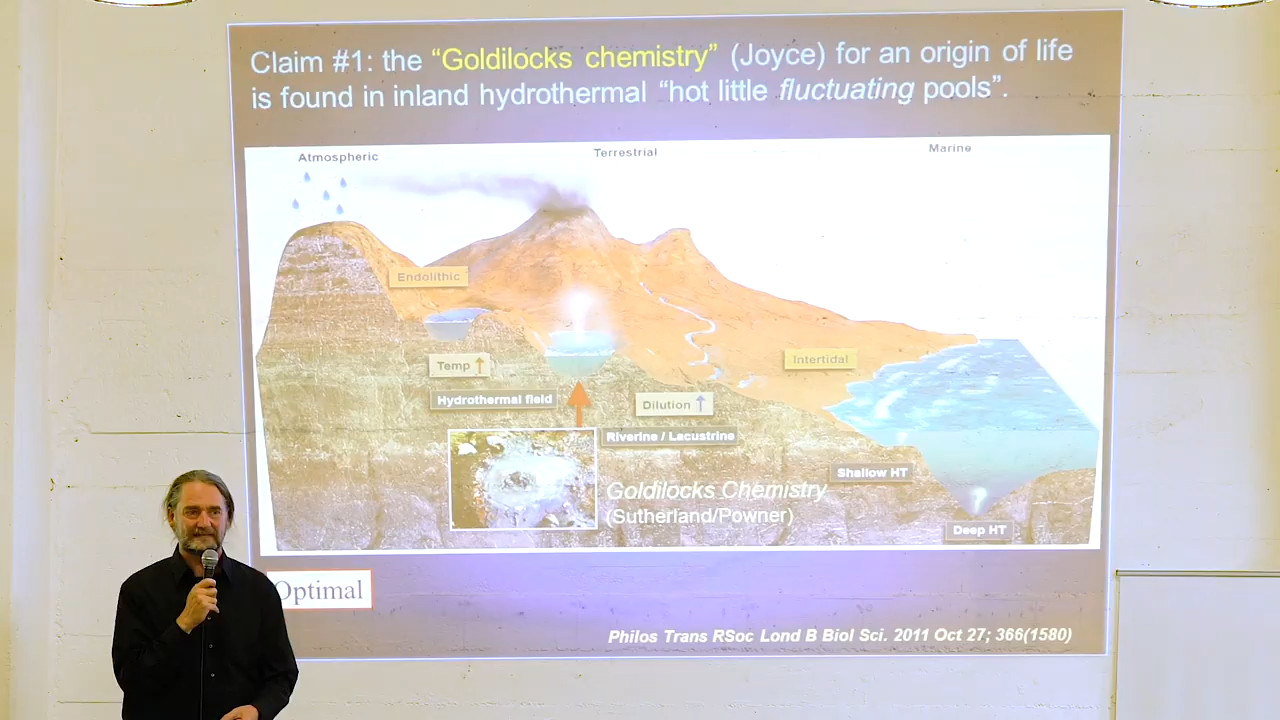 Claim #1: the “Goldilocks chemistry” (Joyce) for an origin of life
is found in inland hydrothermal “hot little fluctuating pools”.
Atmospheric
Terrestrial
Marine
Endolithic
Temp ↑
Intertidal
Hydrothermal field
Dilution ↑
Riverine / Lacustrine
Shallow HT
Goldilocks Chemistry
(Sutherland/Powner)
Deep HT
Optimal
Philos Trans RSoc Lond B Biol Sci. 2011 Oct 27; 366(1580)